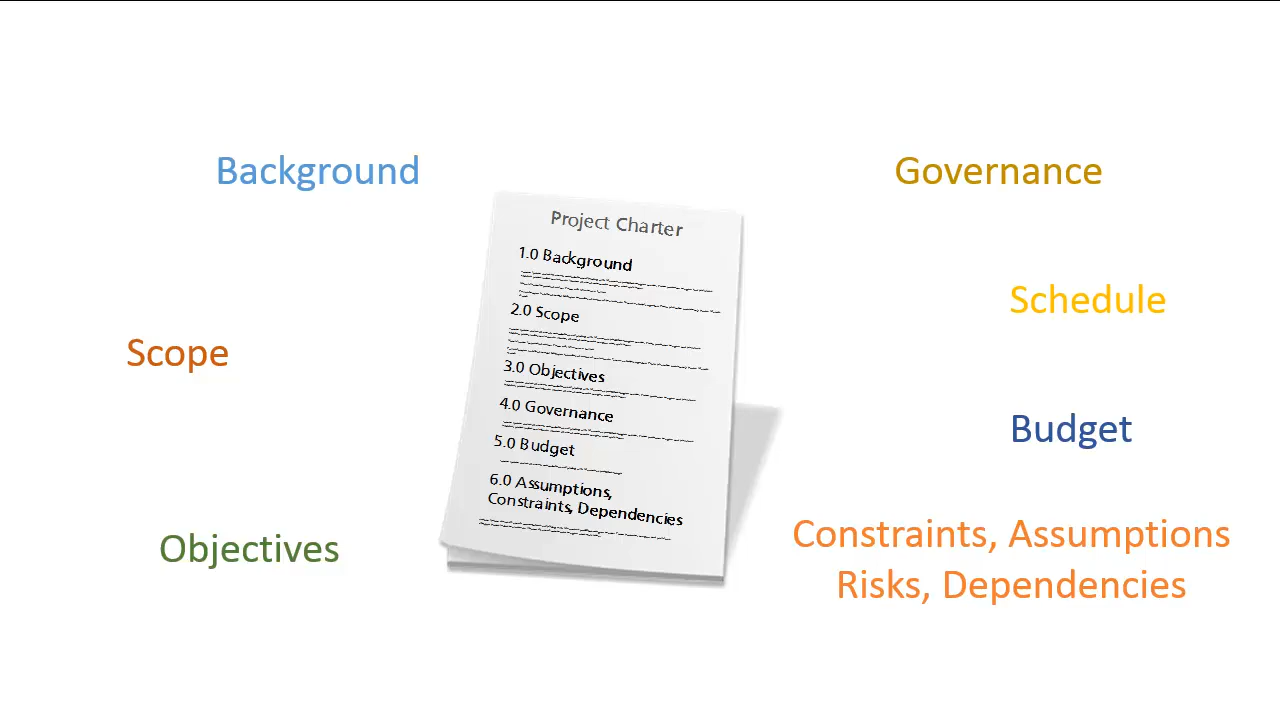 Background
Governance
Project Charter
1.0 Background
2.0 Scope
3.0 Objectives
4.0 Governance
5.0 Budget
6.0 Assumptions,
Constraints, Dependencies
Schedule
Scope
Budget
Objectives
Constraints, Assumptions
Risks, Dependencies